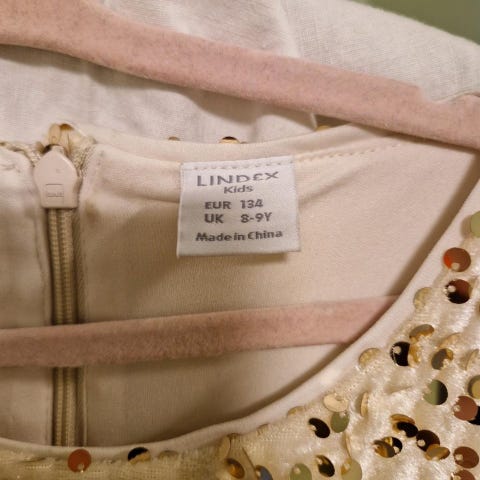 LINDEX
Kids
EUR 134
UK 8-9Y
Made in China